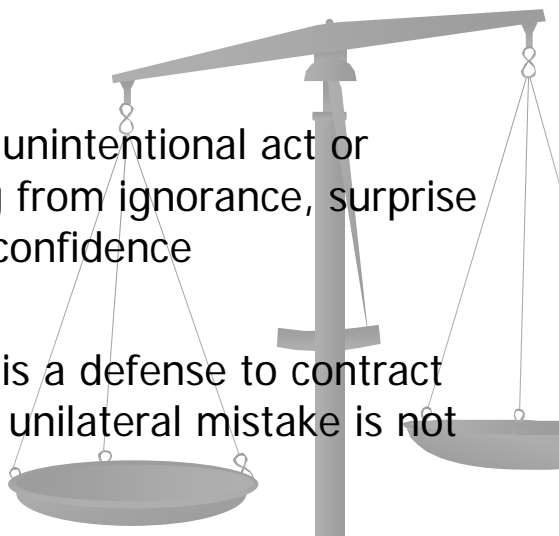 unintentional act or
from ignorance, surprise
confidence
is a defense to contract
unilateral mistake is not